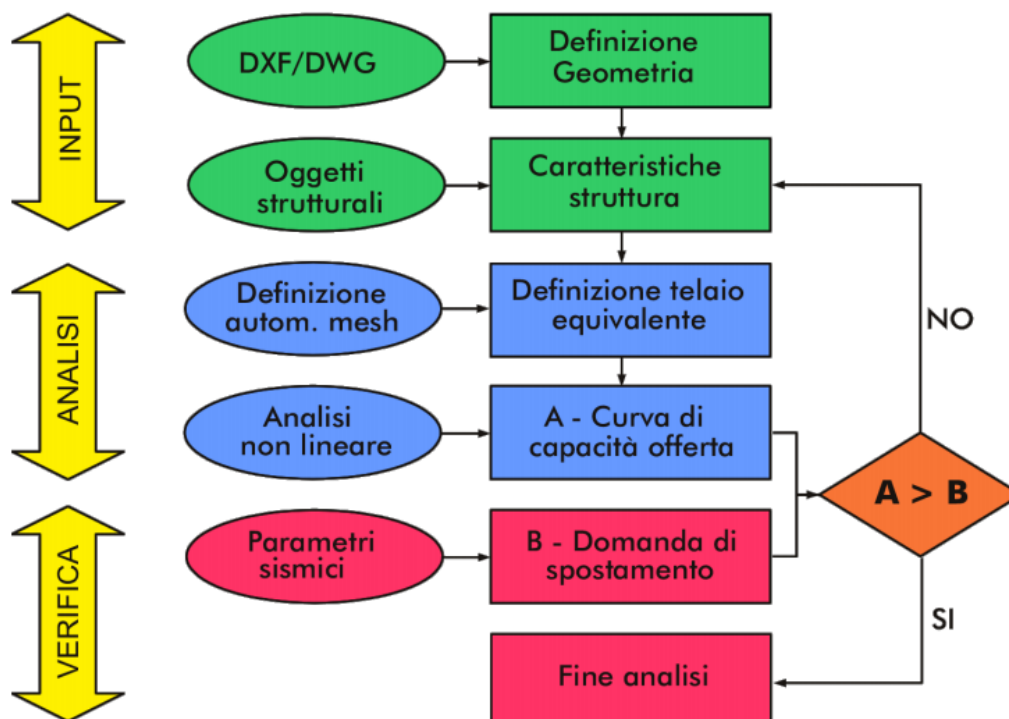 INPUT
DXF/DWG
Definizione
Geometria
Oggetti
strutturali
Caratteristiche
struttura
ANALISI
Definizione
autom. mesh
Definizione telaio
equivalente
NO
Analisi
non lineare
A - Curva di
capacità offerta
A > B
VERIFICA
Parametri
sismici
B - Domanda di
spostamento
SI
Fine analisi